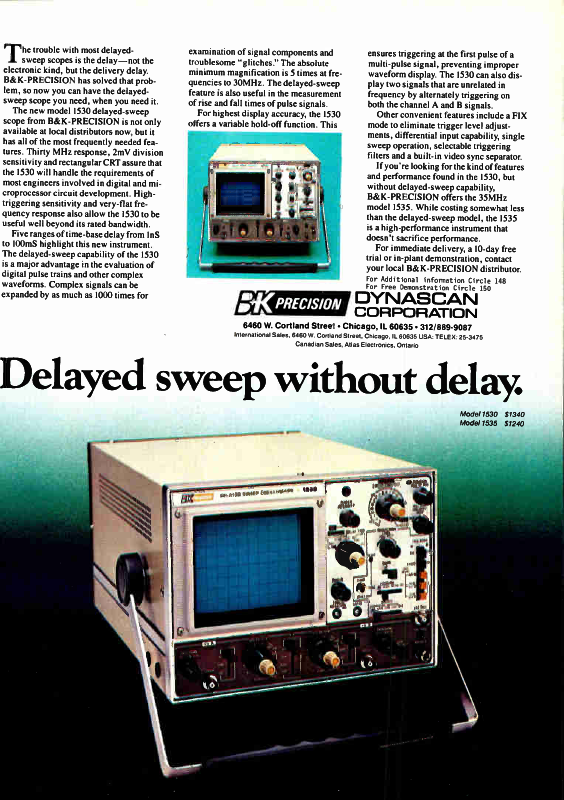 The trouble with most delayed-
sweep scopes is the delay—not the
electronic kind, but the delivery delay.
B&K-PRECISION has solved that prob-
lem, so now you can have the delayed-
sweep scope you need, when you need it.
The new model 1530 delayed-sweep
scope from B&K-PRECISION is not only
available at local distributors now, but it
has all of the most frequently needed fea-
tures. Thirty MHz response, 2mV division
sensitivity and rectangular CRT assure that
the 1530 will handle the requirements of
most engineers involved in digital and mi-
croprocessor circuit development. High-
triggering sensitivity and very-flat fre-
quency response also allow the 1530 to be
useful well beyond its rated bandwidth.
Five ranges of time-base delay from 1nS
to 100mS highlight this new instrument.
The delayed-sweep capability of the 1530
is a major advantage in the evaluation of
digital pulse trains and other complex
waveforms. Complex signals can be
expanded by as much as 1000 times for
examination of signal components and
troublesome "glitches." The absolute
minimum magnification is 5 times at fre-
quencies to 30MHz. The delayed-sweep
feature is also useful in the measurement
of rise and fall times of pulse signals.
For highest display accuracy, the 1530
offers a variable hold-off function. This
ensures triggering at the first pulse of a
multi-pulse signal, preventing improper
waveform display. The 1530 can also dis-
play two signals that are unrelated in
frequency by alternately triggering on
both the channel A and B signals.
Other convenient features include a FIX
mode to eliminate trigger level adjust-
ments, differential input capability, single
sweep operation, selectable triggering
filters and a built-in video sync separator.
If you're looking for the kind of features
and performance found in the 1530, but
without delayed-sweep capability,
B&K-PRECISION offers the 35MHz
model 1535. While costing somewhat less
than the delayed-sweep model, the 1535
is a high-performance instrument that
doesn't sacrifice performance.
For immediate delivery, a 10-day free
trial or in-plant demonstration, contact
your local B&K-PRECISION distributor.
For Additional Information Circle 148
For Free Demonstration Circle 150
BK PRECISION DYNASCAN
CORPORATION
6460 W. Cortland Street • Chicago, IL 60635 • 312/889-9087
International Sales, 6460 W. Cortland Street, Chicago, IL 60635 USA: TELEX: 25-3475
Canadian Sales, Atlas Electronics, Ontario
Delayed sweep without delay.
Model 1530 $1340
Model 1535 $1240